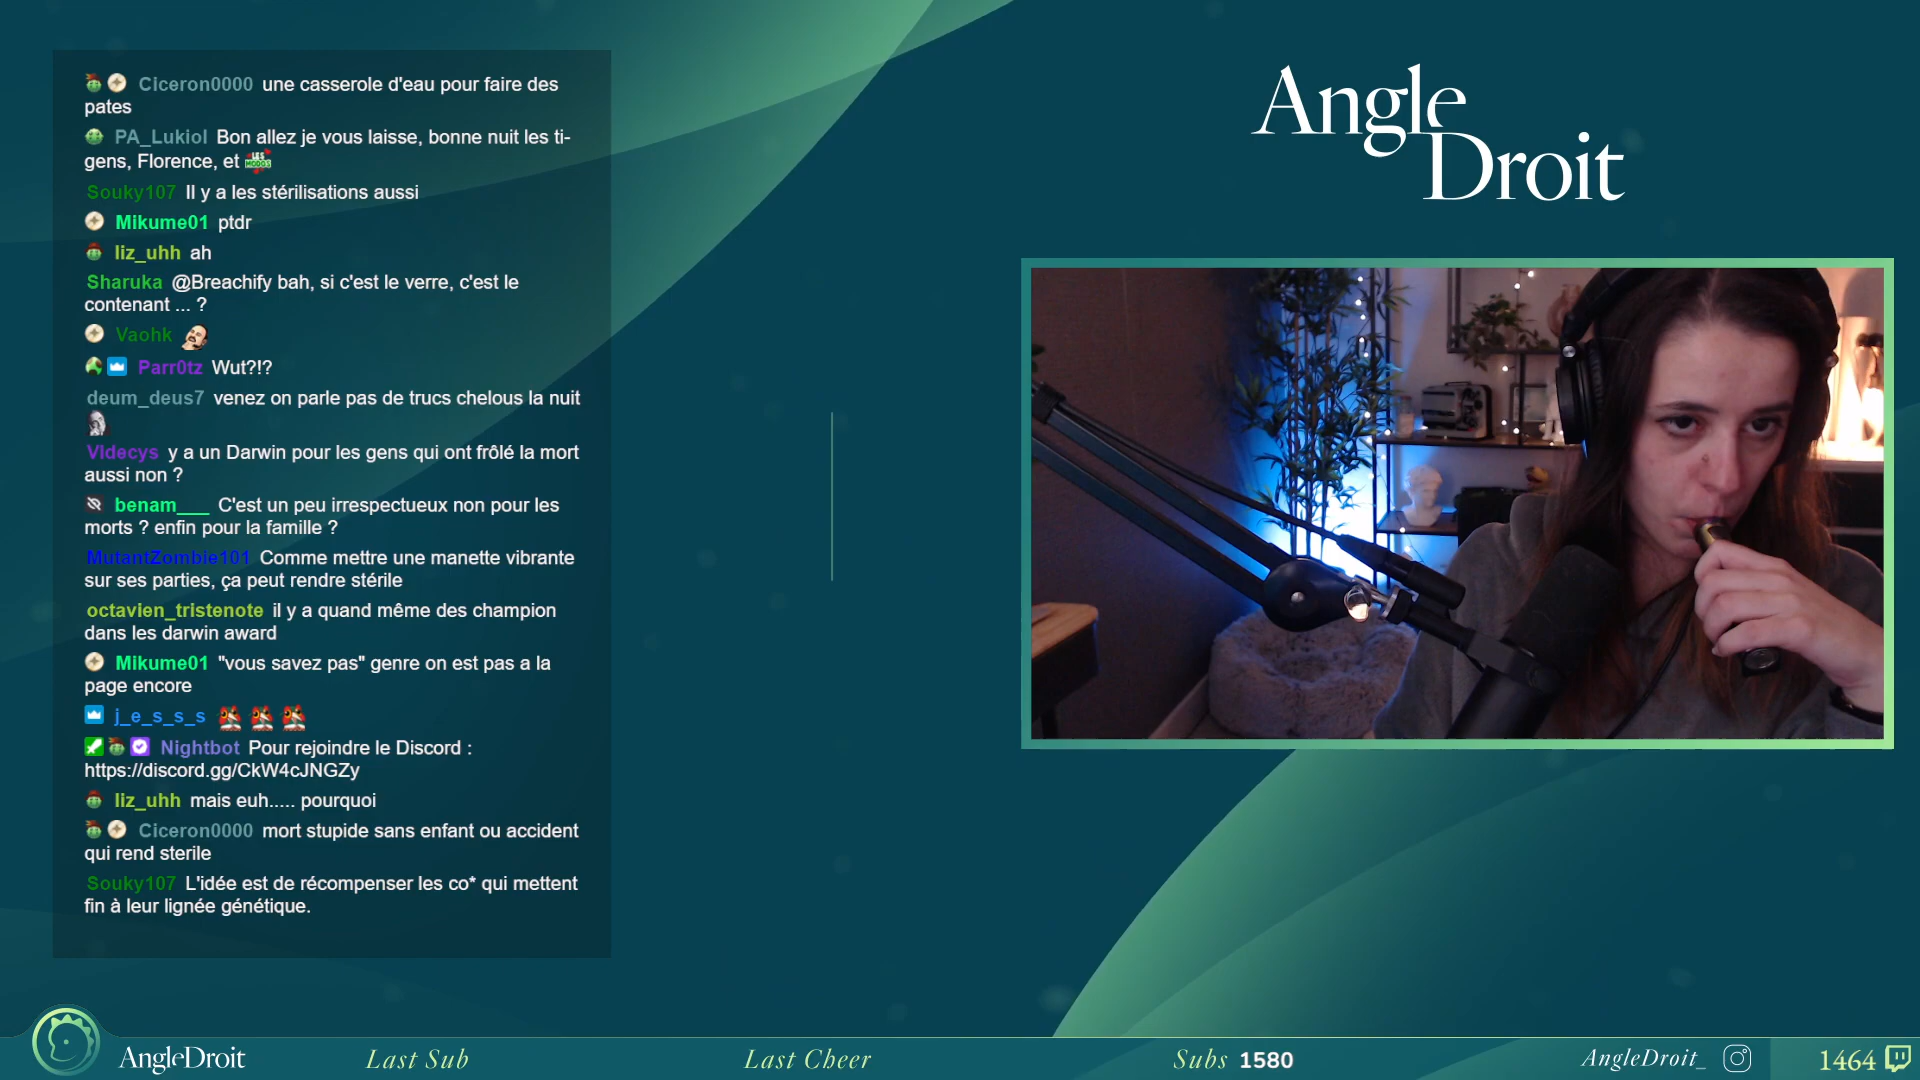 Ciceron0000 une casserole d'eau pour faire des
pates
PA_Lukiol Bon allez je vous laisse, bonne nuit les ti-
gens, Florence, et
Souky107 Il y a les stérilisations aussi
Mikume01 ptdr
liz_uhh ah
Sharuka @Breachify bah, si c'est le verre, c'est le
contenant ... ?
Vaohk
Parr0tz Wut?!?
deum_deus7 venez on parle pas de trucs chelous la nuit
VIdecys y a un Darwin pour les gens qui ont frôlé la mort
aussi non ?
benam___ C'est un peu irrespectueux non pour les
morts ? enfin pour la famille ?
MutantZombie101 Comme mettre une manette vibrante
sur ses parties, ça peut rendre stérile
octavien_tristenote il y a quand même des champion
dans les darwin award
Mikume01 "vous savez pas" genre on est pas a la
page encore
j_e_s_s_s
Nightbot Pour rejoindre le Discord :
https://discord.gg/CkW4cJNGZy
liz_uhh mais euh..... pourquoi
Ciceron0000 mort stupide sans enfant ou accident
qui rend sterile
Souky107 L'idée est de récompenser les co* qui mettent
fin à leur lignée génétique.
Angle
Droit
AngleDroit
Last Sub
Last Cheer
Subs 1580
AngleDroit_
1464